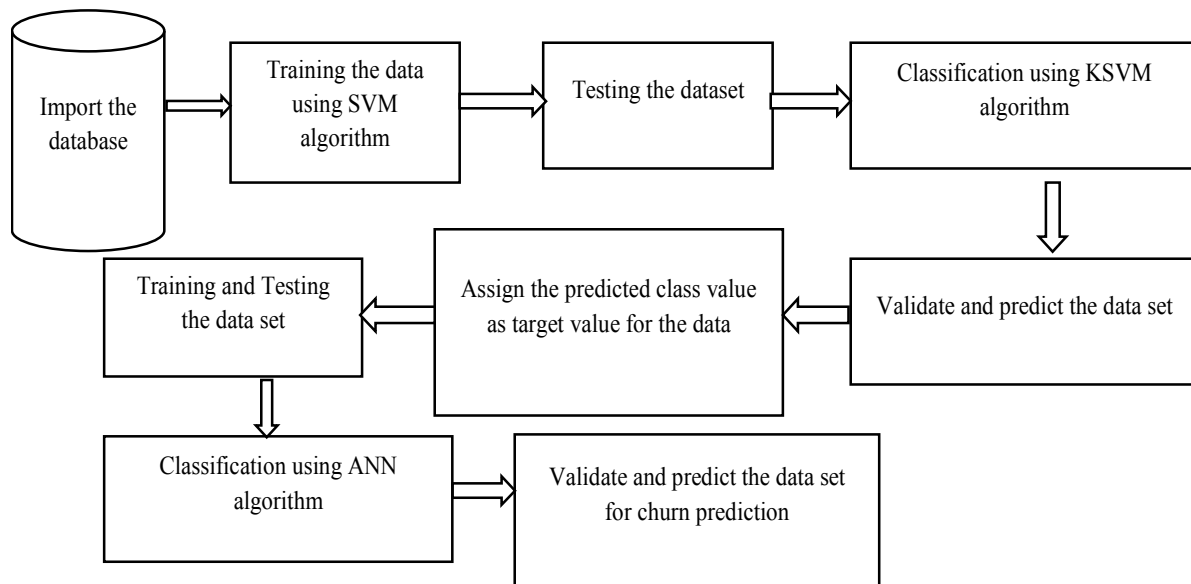 Import the
database
Training the data
using SVM
algorithm
Testing the dataset
Classification using KSVM
algorithm
Validate and predict the data set
Assign the predicted class value
as target value for the data
Training and Testing
the data set
Classification using ANN
algorithm
Validate and predict the data set
for churn prediction